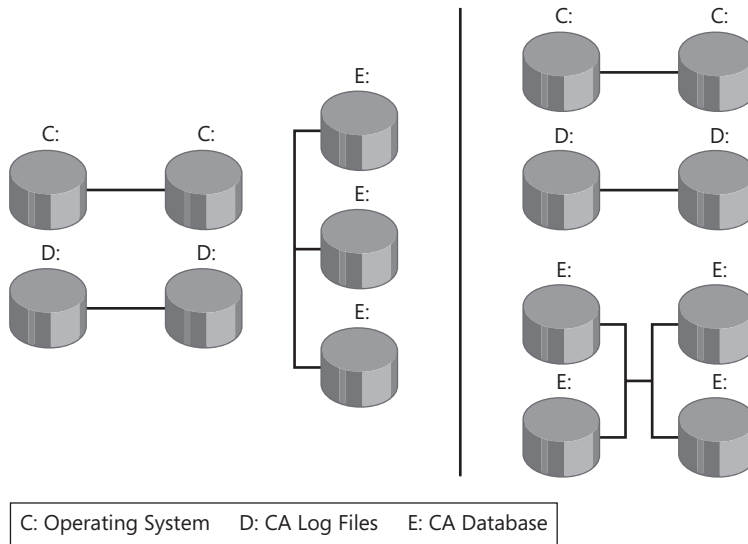 C: C:
D: D:
E:
E:
E:
C: C:
D: D:
E: E:
E: E:
C: Operating System D: CA Log Files E: CA Database